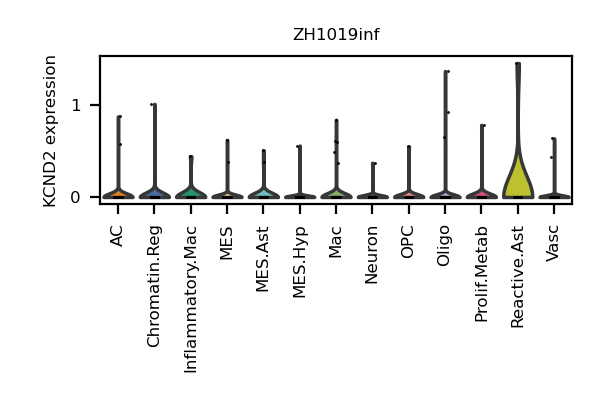 ZH1019inf
KCND2 expression
1
0
AC
Chromatin.Reg
Inflammatory.Mac
MES
MES.Ast
MES.Hyp
Mac
Neuron
OPC
Oligo
Prolif.Metab
Reactive.Ast
Vasc